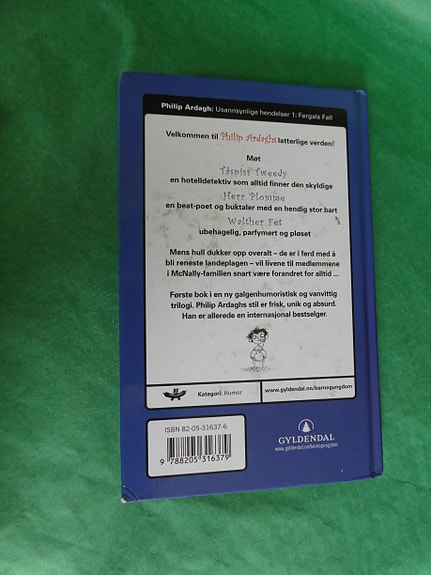 Philip Ardagh: Usannsynlige hendelser 1: Fergals Fall
Velkommen til Philip Ardaghs latterlige verden!
Møt
Tåspiss Tweedy
en hotelldetektiv som alltid finner den skyldige
Herr Plomme
en beat-poet og buktaler med en hendig stor bart
Walther Fet
ubehagelig, parfymert og pløset
Mens hull dukker opp overalt – de er i ferd med å
bli reneste landeplagen – vil livene til medlemmene
i McNally-familien snart være forandret for alltid ...
Første bok i en ny galgenhumoristisk og vanvittig
trilogi. Philip Ardaghs stil er frisk, unik og absurd.
Han er allerede en internasjonal bestselger.
Kategori: Humor
www.gyldendal.no/barnogungdom
ISBN 82-05-31637-6
9 788205 316379
GYLDENDAL
www.gyldendal.no/barnogungdom